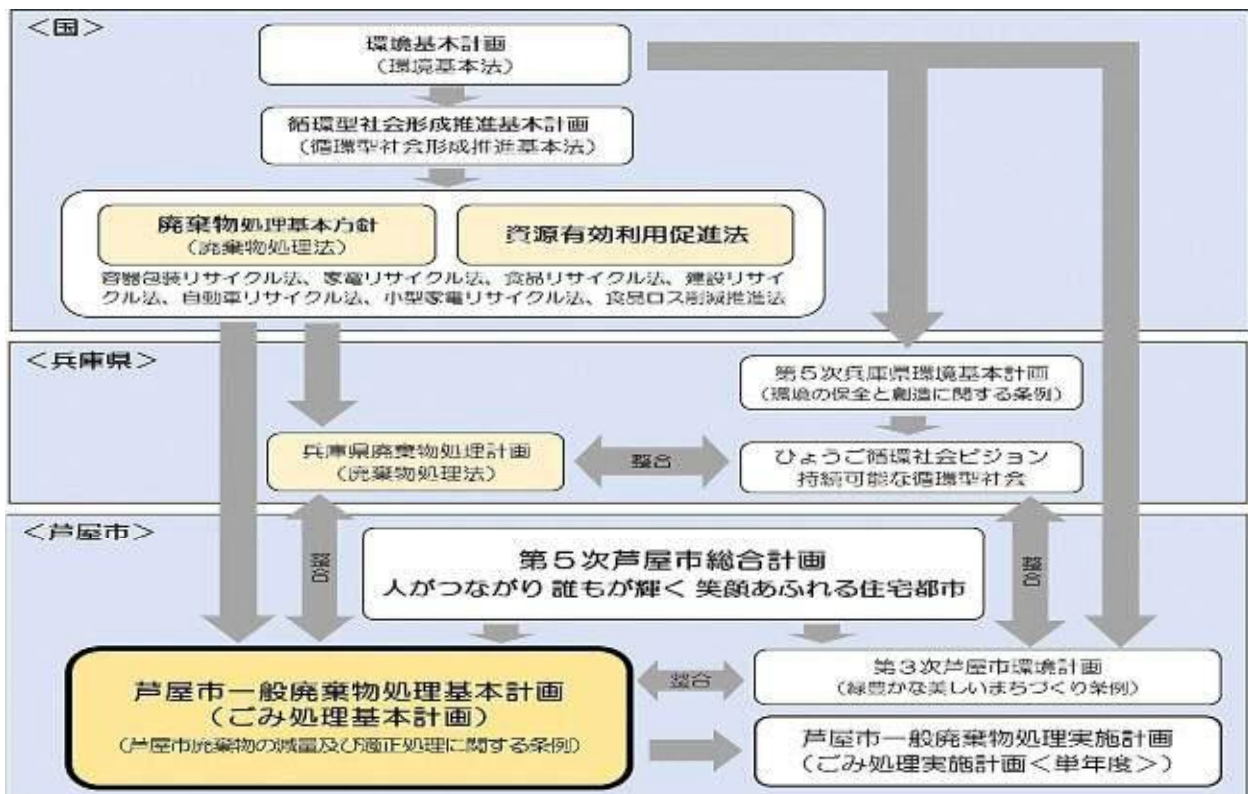 ＜国＞
環境基本計画
（環境基本法）
循環型社会形成推進基本計画
（循環型社会形成推進基本法）
廃棄物処理基本方針
（廃棄物処理法）
資源有効利用促進法
容器包装リサイクル法、家電リサイクル法、食品リサイクル法、建設リサイ
クル法、自動車リサイクル法、小型家電リサイクル法、食品ロス削減推進法
＜兵庫県＞
第５次兵庫県環境基本計画
（環境の保全と創造に関する条例）
兵庫県廃棄物処理計画
（廃棄物処理法）
整合
ひょうご循環社会ビジョン
持続可能な循環型社会
＜芦屋市＞
整合
第５次芦屋市総合計画
人がつながり 誰もが輝く 笑顔あふれる住宅都市
整合
芦屋市一般廃棄物処理基本計画
（ごみ処理基本計画）
（芦屋市廃棄物の減量及び適正処理に関する条例）
整合
第３次芦屋市環境計画
（緑豊かな美しいまちづくり条例）
芦屋市一般廃棄物処理実施計画
（ごみ処理実施計画＜単年度＞）